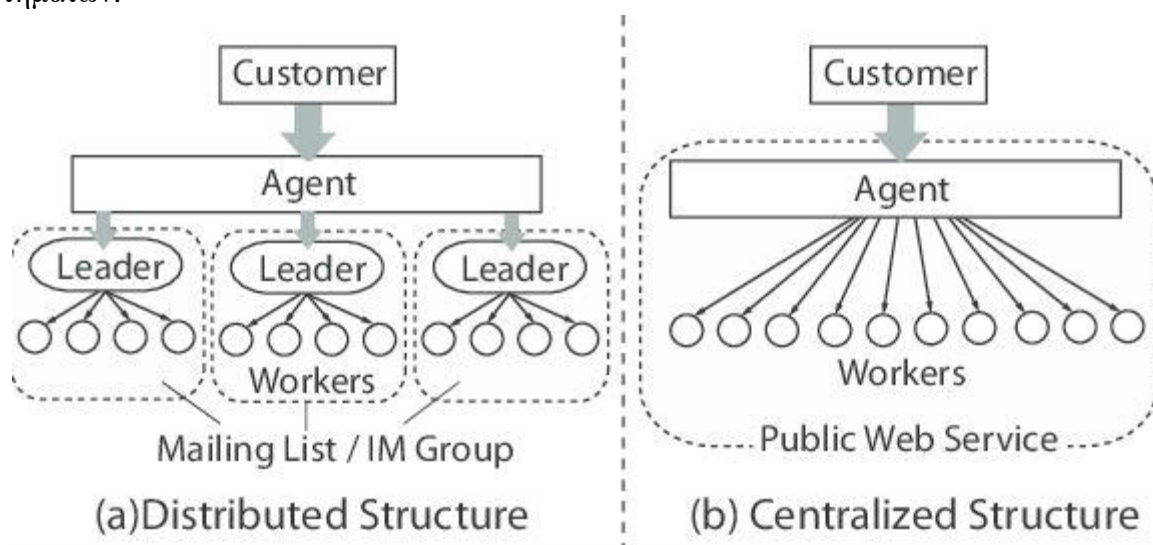 Customer
Agent
Leader Leader Leader
Workers
Mailing List / IM Group
(a)Distributed Structure
Customer
Agent
Workers
Public Web Service
(b) Centralized Structure